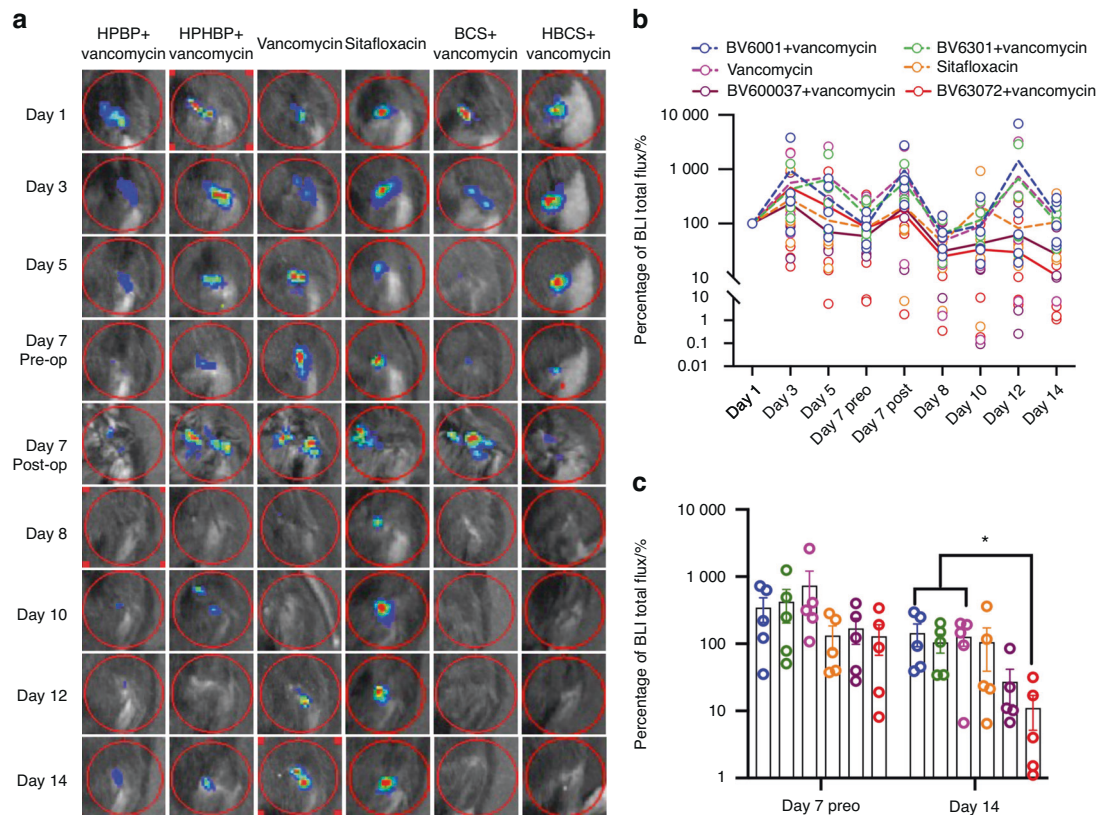 a
HPBP+
vancomycin
HPHBP+
vancomycin
Vancomycin
Sitafloxacin
BCS+
vancomycin
HBCS+
vancomycin
Day 1
Day 3
Day 5
Day 7
Pre-op
Day 7
Post-op
Day 8
Day 10
Day 12
Day 14
b
BV6001+vancomycin
BV6301+vancomycin
Vancomycin
Sitafloxacin
BV600037+vancomycin
BV63072+vancomycin
Percentage of BLI total flux/%
10 000
1 000
100
10
10
1
0.1
0.01
Day 1
Day 3
Day 5
Day 7 preo
Day 7 post
Day 8
Day 10
Day 12
Day 14
c
Percentage of BLI total flux/%
10 000
1 000
100
10
1
*
Day 7 preo
Day 14